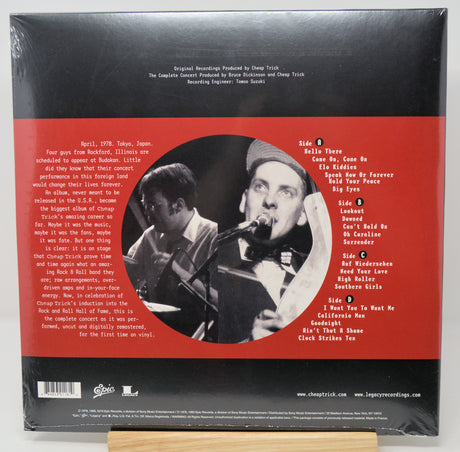 Original Recordings Produced by Cheap Trick
The Complete Concert Produced by Bruce Dickinson and Cheap Trick
Recording Engineer: Tomoo Suzuki
April, 1978. Tokyo, Japan.
Four guys from Rockford, Illinois are
scheduled to appear at Budokan. Little
did they know that their concert
performance in this foreign land
would change their lives forever.
An album, never meant to be
released in the U.S.A., became
the biggest album of Cheap
Trick's amazing career so
far. Maybe it was the music,
maybe it was the fans, maybe
it was fate. But one thing
is clear: it is on stage
that Cheap Trick prove time
and time again what an amaz-
ing Rock & Roll band they
are; raw arrangements, over-
driven amps and in-your-face
energy. Now, in celebration of
Cheap Trick's induction into the
Rock and Roll Hall of Fame, this is
the complete concert as it was per-
formed, uncut and digitally remastered,
for the first time on vinyl.
Side A
Hello There
Come On, Come On
Elo Kiddies
Speak Now Or Forever
Hold Your Peace
Big Eyes
Side B
Lookout
Downed
Can't Hold On
Oh Caroline
Surrender
Side C
Auf Wiedersehen
Need Your Love
High Roller
Southern Girls
Side D
I Want You To Want Me
California Man
Goodnight
Ain't That A Shame
Clock Strikes Ten
Epic
www.cheaptrick.com
www.legacyrecordings.com